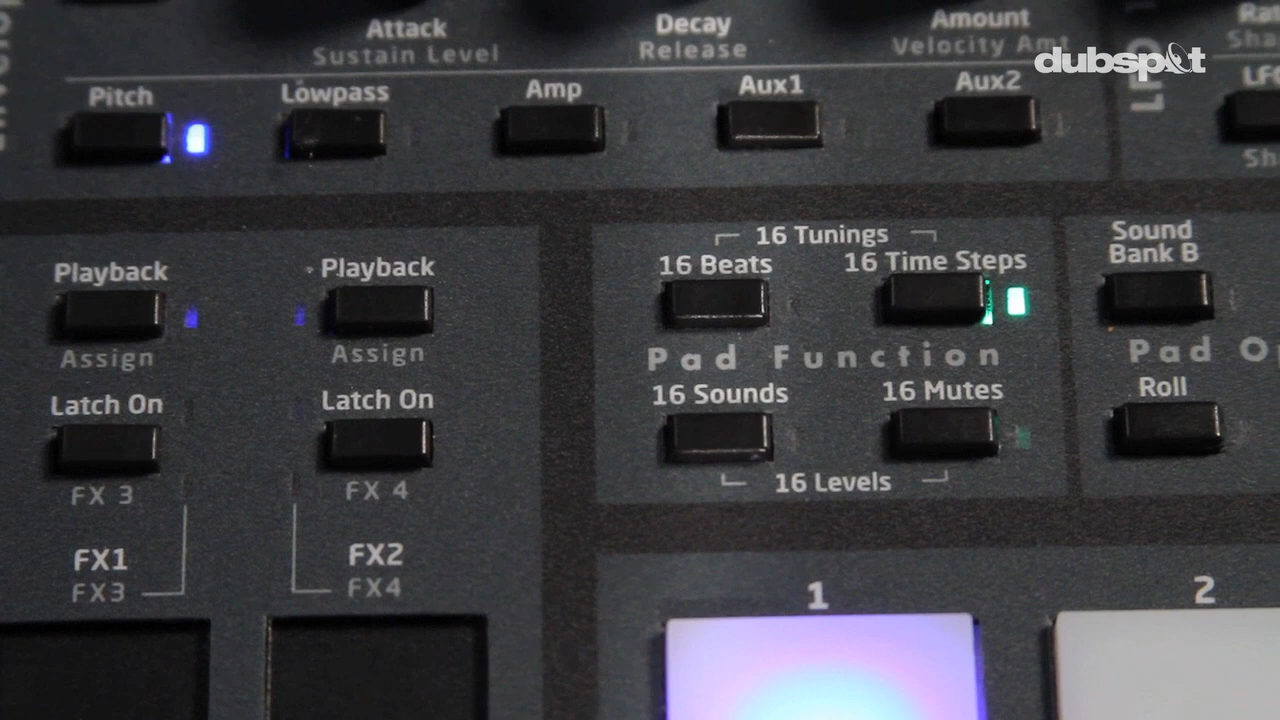 Attack
Sustain Level
Decay
Release
Amount
Velocity Amt
dubspot
Pitch
Lowpass
Amp
Aux1
Aux2
Playback
Assign
Playback
Assign
Latch On
FX 3
Latch On
FX 4
FX1
FX3
FX2
FX4
16 Tunings
16 Beats
16 Time Steps
Pad Function
16 Sounds
16 Mutes
16 Levels
Sound
Bank B
Pad
Roll
1
2